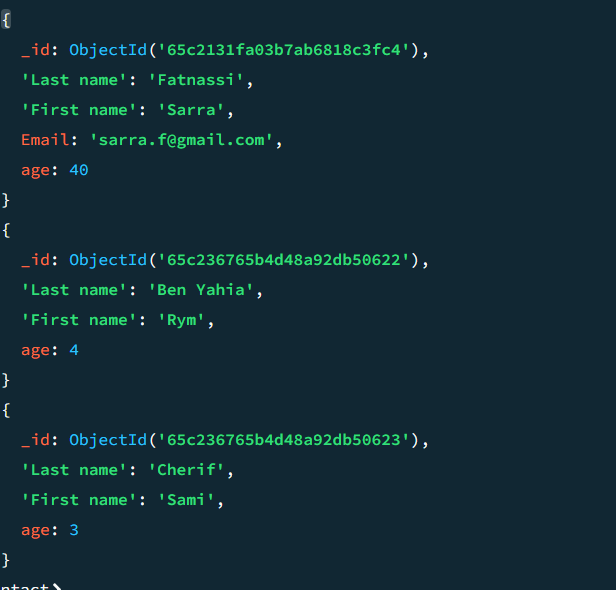 {
_id: ObjectId('65c2131fa03b7ab6818c3fc4'),
'Last name': 'Fatnassi',
'First name': 'Sarra',
Email: 'sarra.f@gmail.com',
age: 40
}
{
_id: ObjectId('65c236765b4d48a92db50622'),
'Last name': 'Ben Yahia',
'First name': 'Rym',
age: 4
}
{
_id: ObjectId('65c236765b4d48a92db50623'),
'Last name': 'Cherif',
'First name': 'Sami',
age: 3
}
ntact>